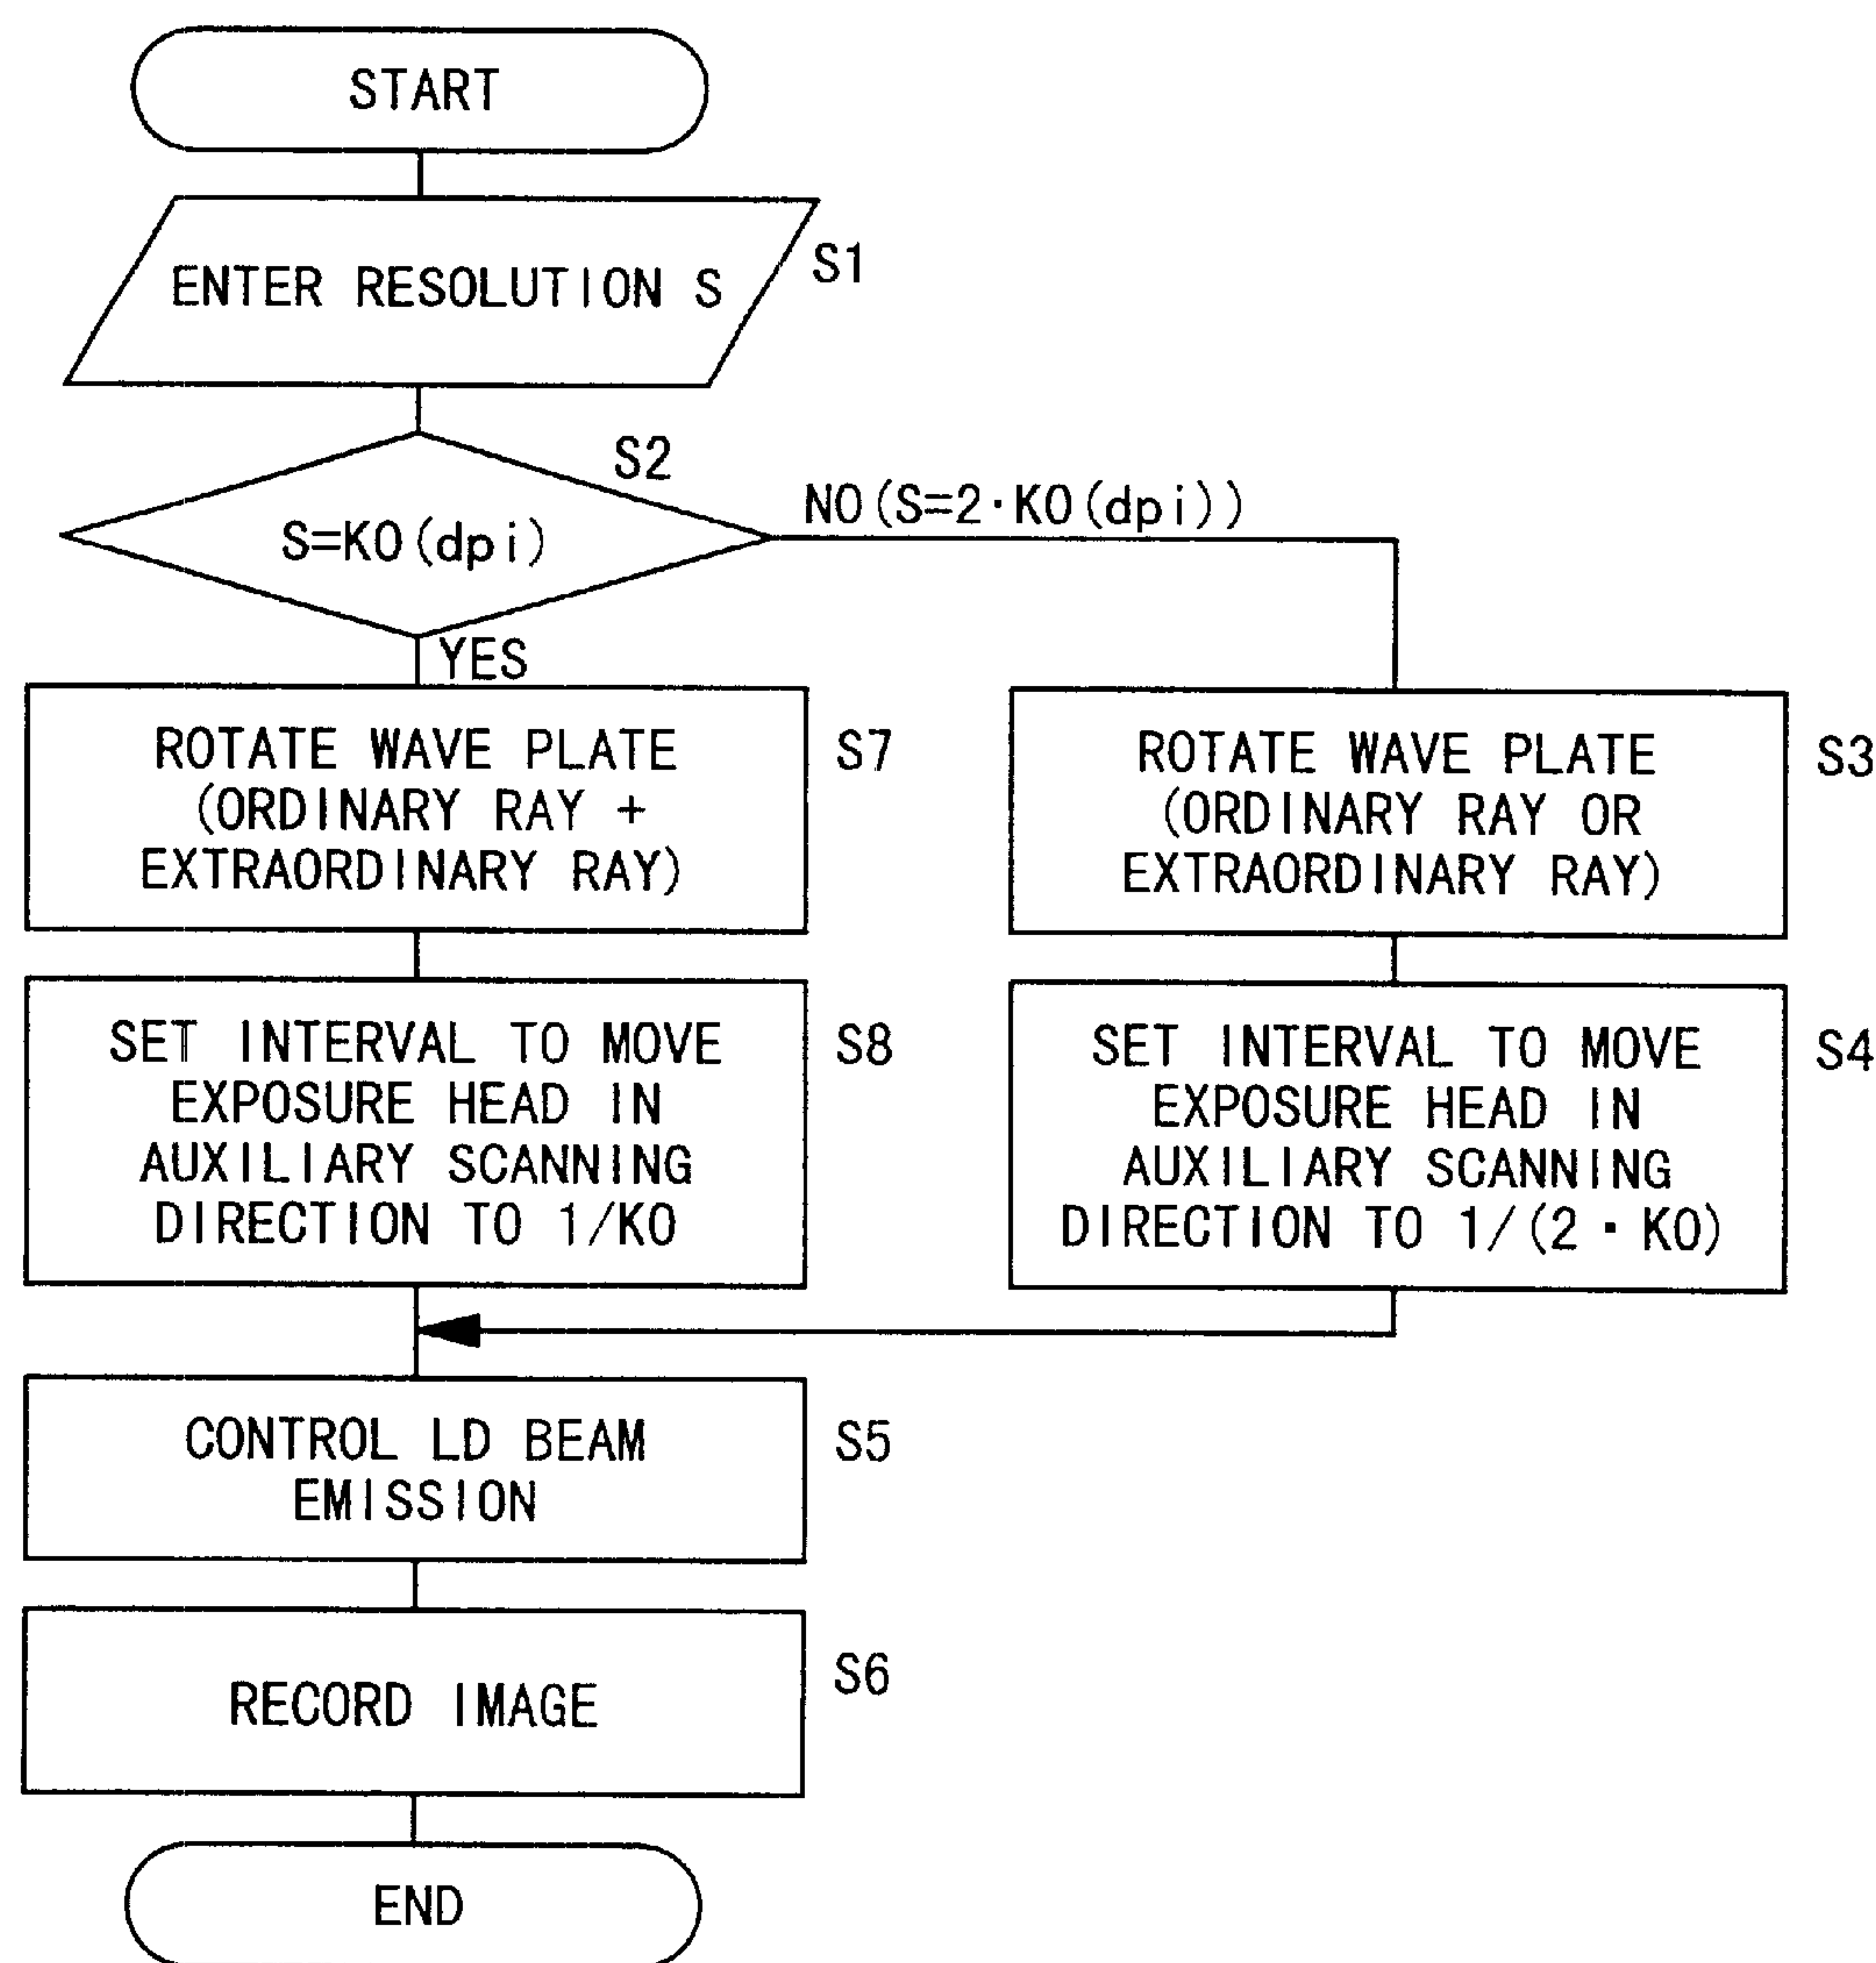 START
ENTER RESOLUTION S
S1
S2
S=K0(dpi)
NO(S=2·K0(dpi))
YES
ROTATE WAVE PLATE
(ORDINARY RAY +
EXTRAORDINARY RAY)
S7
ROTATE WAVE PLATE
(ORDINARY RAY OR
EXTRAORDINARY RAY)
S3
SET INTERVAL TO MOVE
EXPOSURE HEAD IN
AUXILIARY SCANNING
DIRECTION TO 1/K0
S8
SET INTERVAL TO MOVE
EXPOSURE HEAD IN
AUXILIARY SCANNING
DIRECTION TO 1/(2・K0)
S4
CONTROL LD BEAM
EMISSION
S5
RECORD IMAGE
S6
END